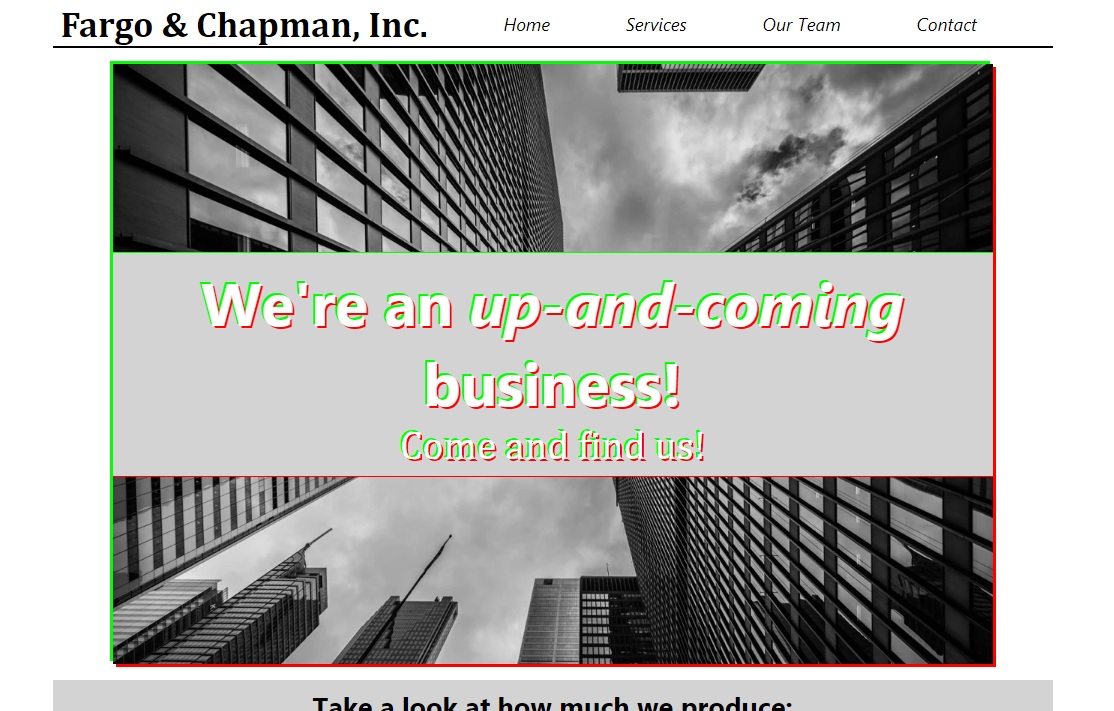 Fargo & Chapman, Inc.
Home Services Our Team Contact
We're an up-and-coming
business!
Come and find us!
Take a look at how much we produce: